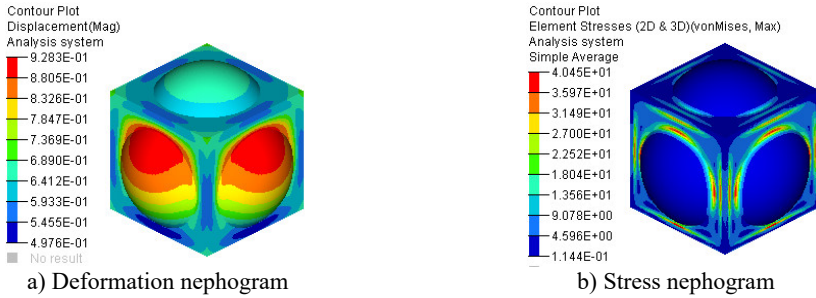 Contour Plot
Displacement(Mag)
Analysis system
9.283E-01
8.805E-01
8.326E-01
7.847E-01
7.369E-01
6.890E-01
6.412E-01
5.933E-01
5.455E-01
4.976E-01
No result
a) Deformation nephogram
Contour Plot
Element Stresses (2D & 3D)(vonMises, Max)
Analysis system
Simple Average
4.045E+01
3.597E+01
3.149E+01
2.700E+01
2.252E+01
1.804E+01
1.356E+01
9.078E+00
4.596E+00
1.144E-01
b) Stress nephogram